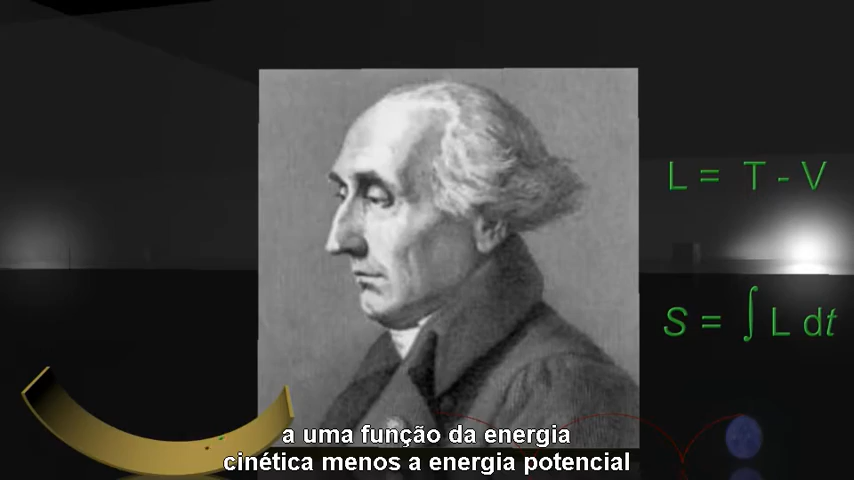 L = T - V
S = ∫ L dt
a uma função da energia
cinética menos a energia potencial